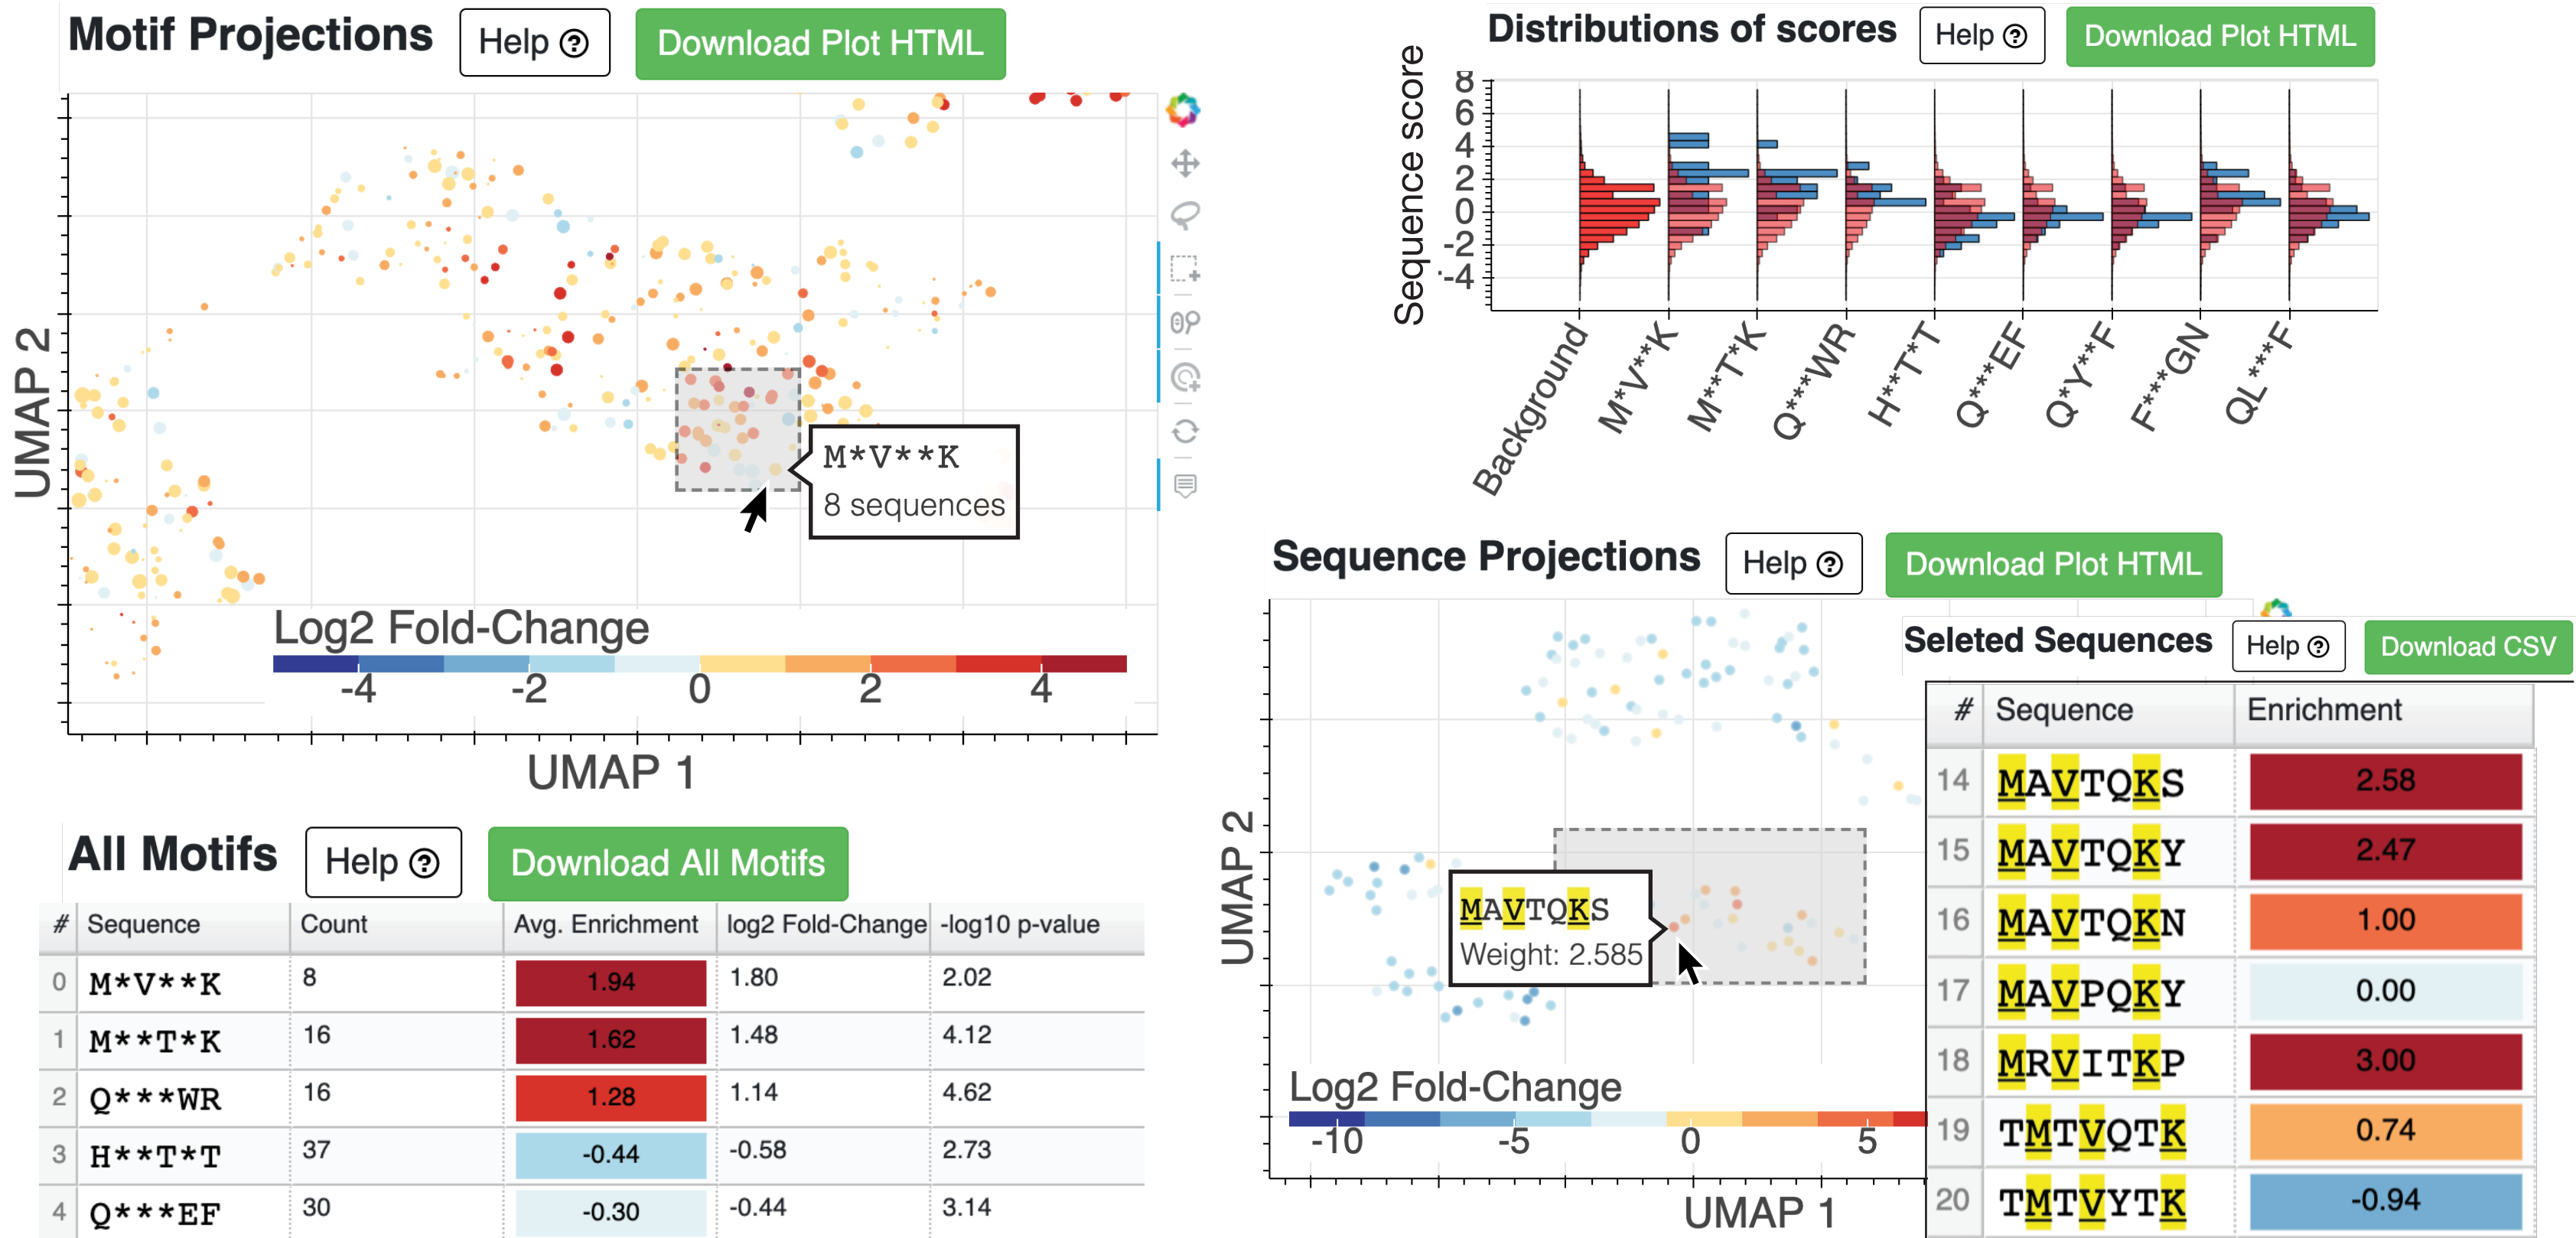 Motif Projections
Help ?
Download Plot HTML
UMAP 2
M*V**K
8 sequences
Log2 Fold-Change
-4 -2 0 2 4
UMAP 1
All Motifs
Help ?
Download All Motifs
# Sequence Count Avg. Enrichment log2 Fold-Change -log10 p-value
0 M*V**K 8 1.94 1.80 2.02
1 M**T*K 16 1.62 1.48 4.12
2 Q***WR 16 1.28 1.14 4.62
3 H**T*T 37 -0.44 -0.58 2.73
4 Q***EF 30 -0.30 -0.44 3.14
Distributions of scores
Help ?
Download Plot HTML
Sequence score
8
6
4
2
0
-2
-4
Background M*V**K M**T*K Q***WR H**T*T Q***EF Q*Y**F F***GN QL***F
Sequence Projections
Help ?
Download Plot HTML
UMAP 2
MAVTQKS
Weight: 2.585
Log2 Fold-Change
-10 -5 0 5
UMAP 1
Seleted Sequences
Help ?
Download CSV
# Sequence Enrichment
14 MAVTQKS 2.58
15 MAVTQKY 2.47
16 MAVTQKN 1.00
17 MAVPQKY 0.00
18 MRVITKP 3.00
19 TMTVQTK 0.74
20 TMTVYTK -0.94